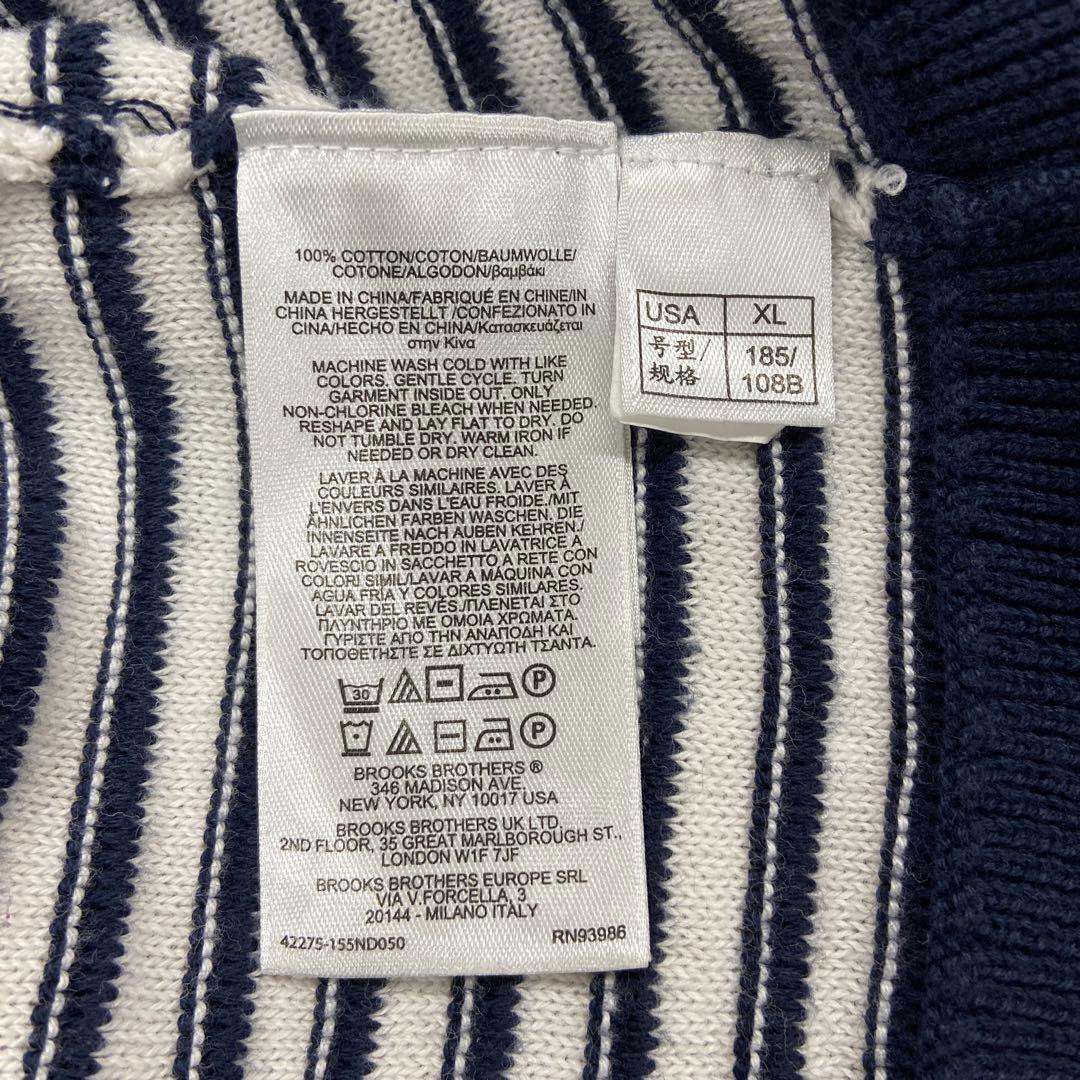 100% COTTON/COTON/BAUMWOLLE/
COTONE/ALGODON/βαμβάκι
MADE IN CHINA/FABRIQUÉ EN CHINE/IN
CHINA HERGESTELLT /CONFEZIONATO IN
CINA/HECHO EN CHINA/Κατασκευάζεται
στην Κίνα
MACHINE WASH COLD WITH LIKE
COLORS. GENTLE CYCLE. TURN
GARMENT INSIDE OUT. ONLY
NON-CHLORINE BLEACH WHEN NEEDED.
RESHAPE AND LAY FLAT TO DRY. DO
NOT TUMBLE DRY. WARM IRON IF
NEEDED OR DRY CLEAN.
LAVER À LA MACHINE AVEC DES
COULEURS SIMILAIRES. LAVER À
L'ENVERS DANS L'EAU FROIDE./MIT
ÄHNLICHEN FARBEN WASCHEN. DIE
INNENSEITE NACH AUBEN KEHREN./
LAVARE A FREDDO IN LAVATRICE A
ROVESCIO IN SACCHETTO A RETE CON
COLORI SIMIL/LAVAR A MÁQUINA CON
AGUA FRÍA Y COLORES SIMILARES.
LAVAR DEL REVÉS./ΠΛΕΝΕΤΑΙ ΣΤΟ
ΠΛΥΝΤΗΡΙΟ ΜΕ ΟΜΟΙΑ ΧΡΩΜΑΤΑ.
ΓΥΡΙΣΤΕ ΑΠΟ ΤΗΝ ΑΝΑΠΟΔΗ ΚΑΙ
ΤΟΠΟΘΕΤΗΣΤΕ ΣΕ ΔΙΧΤΥΩΤΗ ΤΣΑΝΤΑ.
30 P
P
BROOKS BROTHERS ®
346 MADISON AVE.
NEW YORK, NY 10017 USA
BROOKS BROTHERS UK LTD.
2ND FLOOR, 35 GREAT MARLBOROUGH ST.,
LONDON W1F 7JF
BROOKS BROTHERS EUROPE SRL
VIA V.FORCELLA, 3
20144 - MILANO ITALY
42275-155ND050 RN93986
USA XL
号型/ 185/
规格 108B